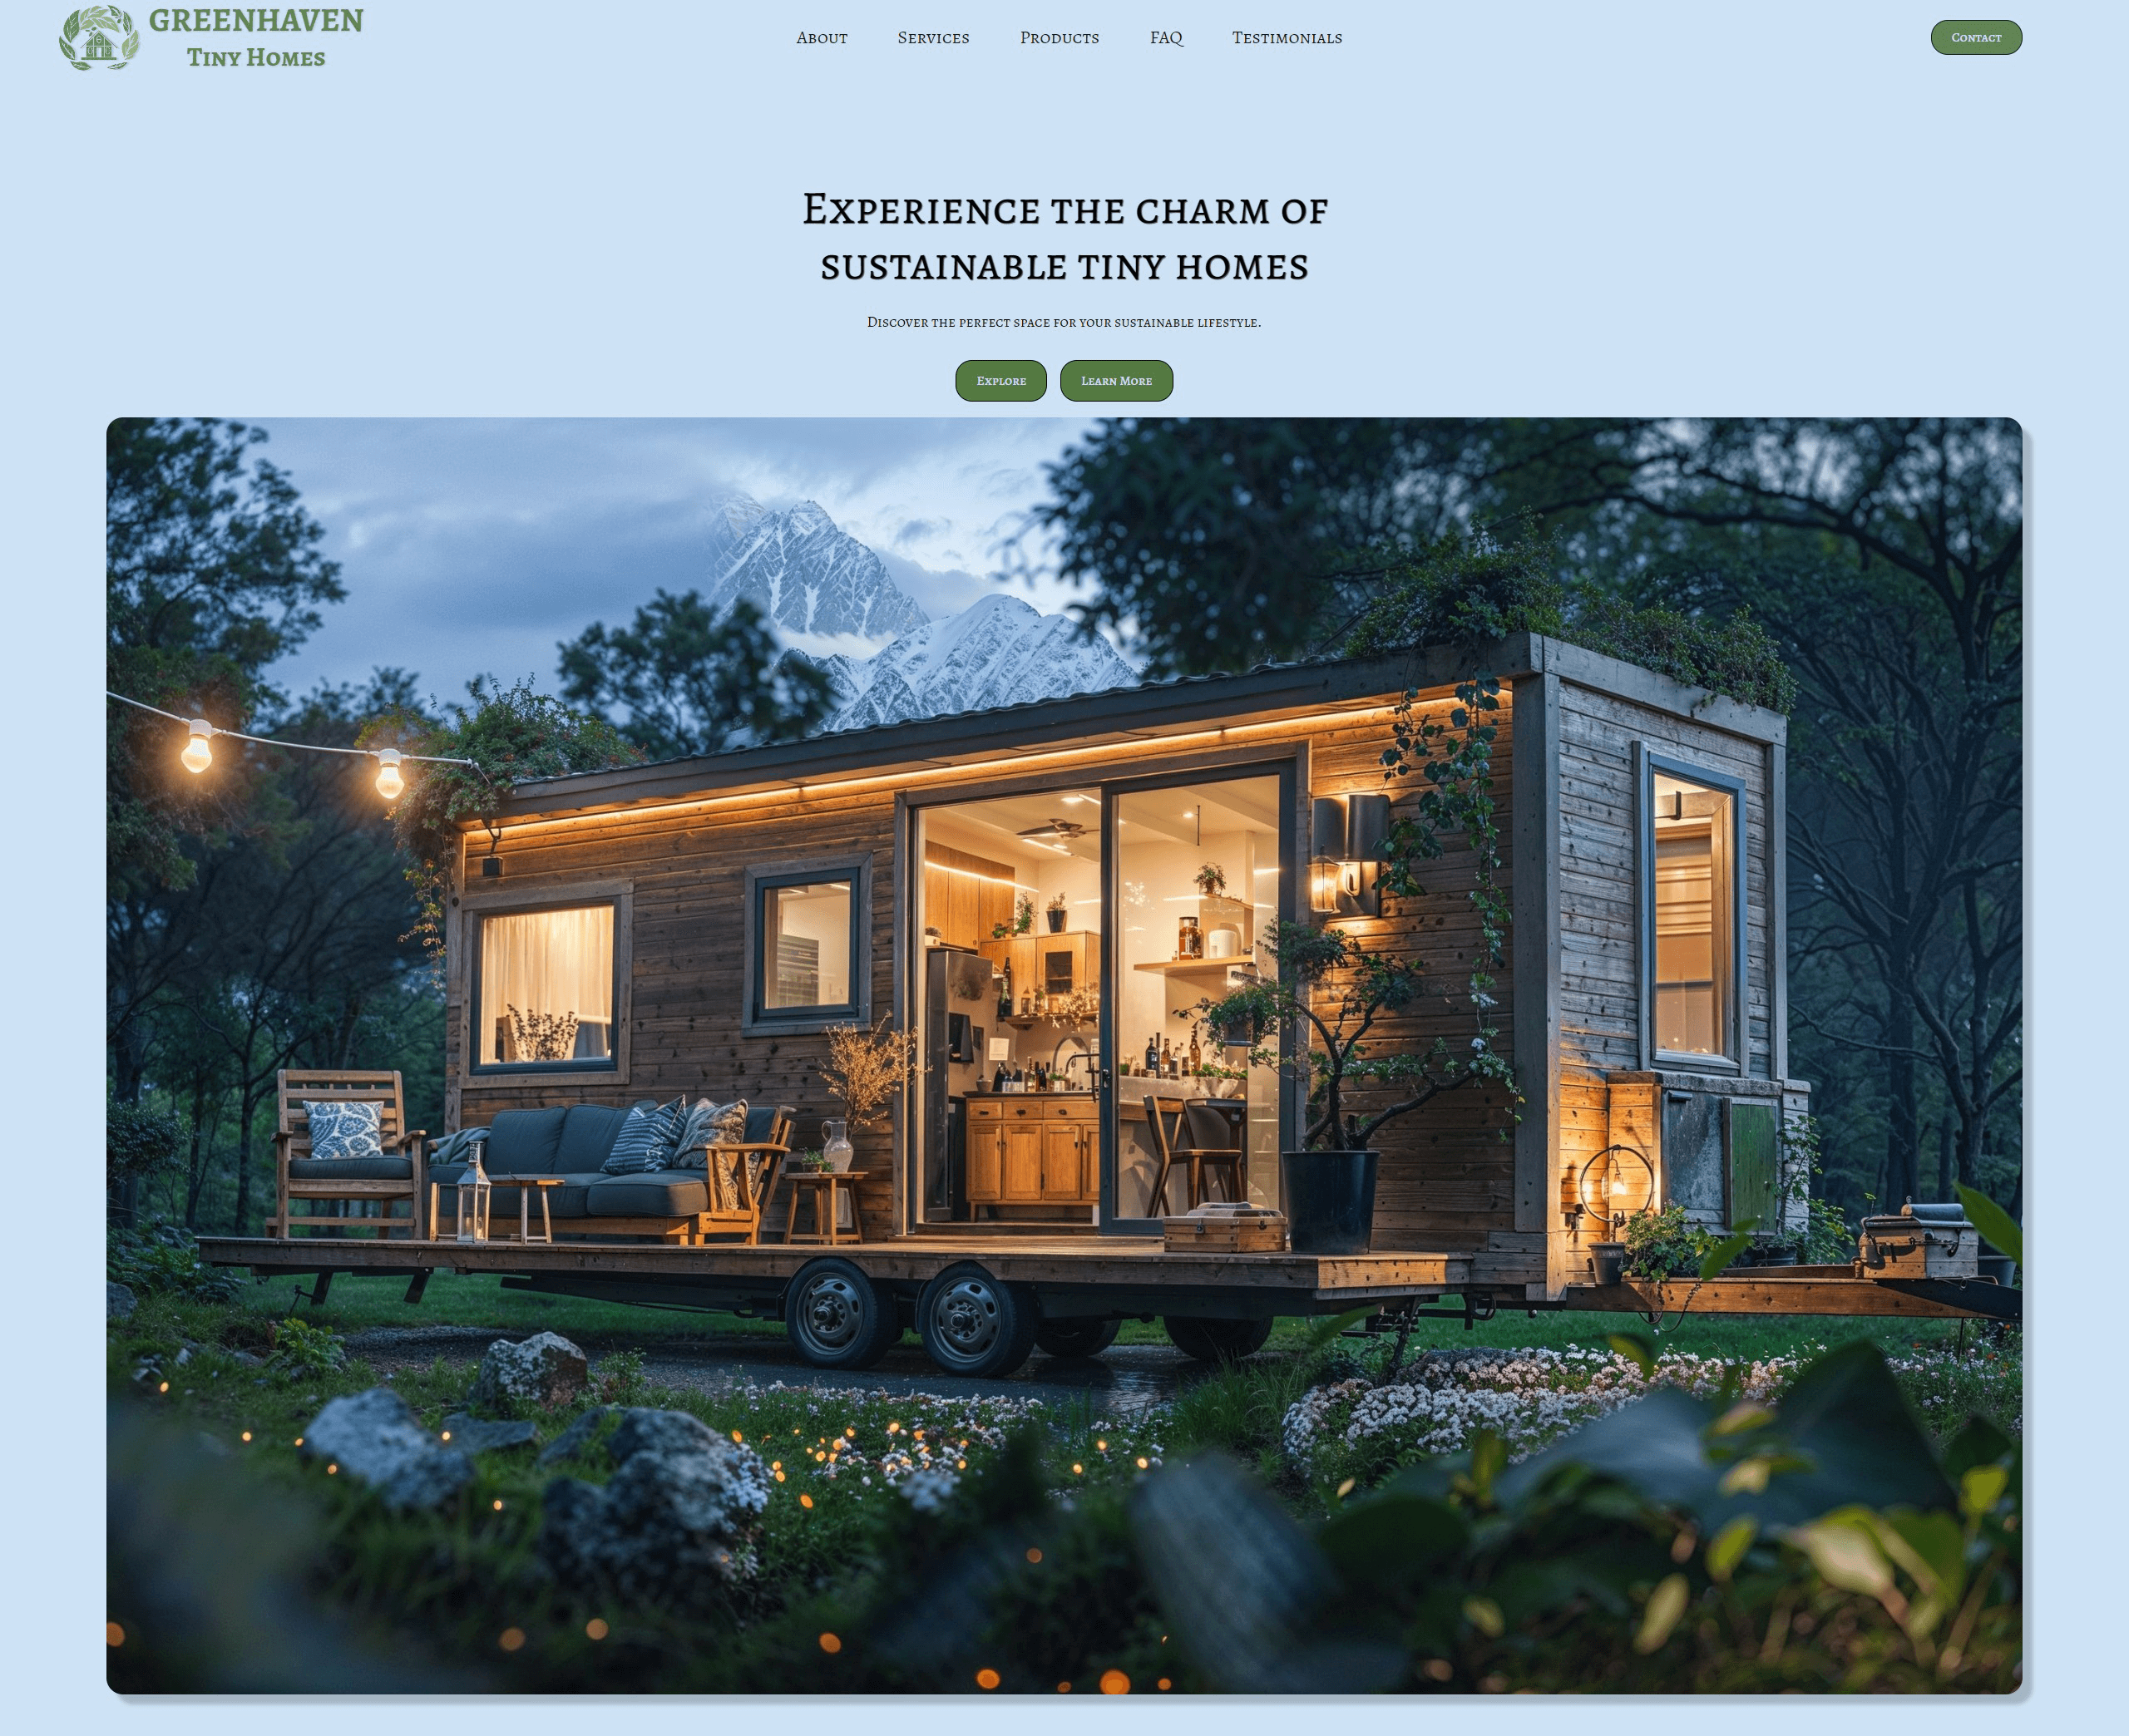 GREENHAVEN
Tiny Homes
About Services Products FAQ Testimonials
Contact
Experience the charm of
sustainable tiny homes
Discover the perfect space for your sustainable lifestyle.
Explore Learn More